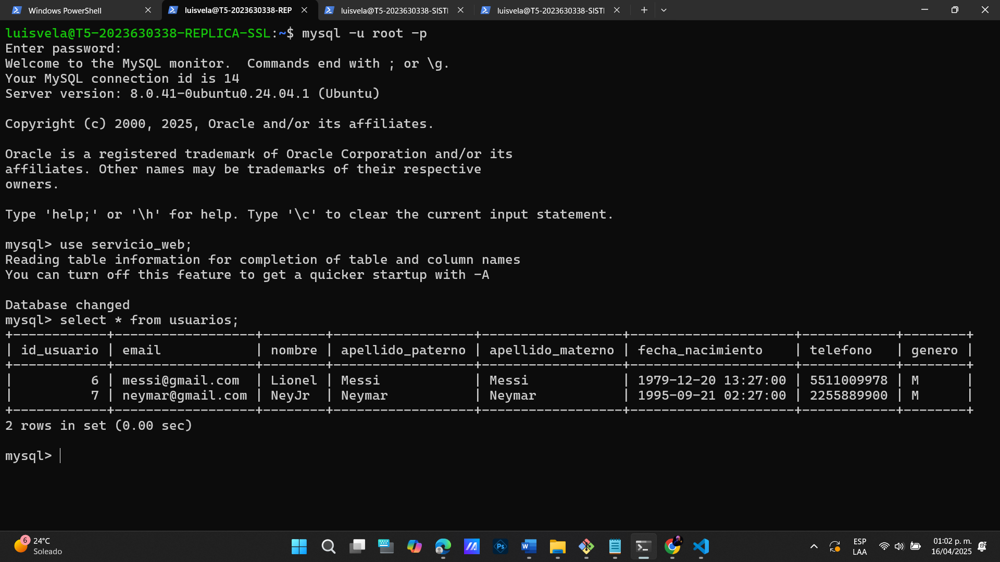 Windows PowerShell
luisvela@T5-2023630338-REP
luisvela@T5-2023630338-SIST
luisvela@T5-2023630338-SIST
luisvela@T5-2023630338-REPLICA-SSL:~$ mysql -u root -p
Enter password:
Welcome to the MySQL monitor.  Commands end with ; or \g.
Your MySQL connection id is 14
Server version: 8.0.41-0ubuntu0.24.04.1 (Ubuntu)
Copyright (c) 2000, 2025, Oracle and/or its affiliates.
Oracle is a registered trademark of Oracle Corporation and/or its
affiliates. Other names may be trademarks of their respective
owners.
Type 'help;' or '\h' for help. Type '\c' to clear the current input statement.
mysql> use servicio_web;
Reading table information for completion of table and column names
You can turn off this feature to get a quicker startup with -A
Database changed
mysql> select * from usuarios;
+------------+------------------+--------+------------------+------------------+---------------------+------------+--------+
| id_usuario | email            | nombre | apellido_paterno | apellido_materno | fecha_nacimiento    | telefono   | genero |
+------------+------------------+--------+------------------+------------------+---------------------+------------+--------+
|          6 | messi@gmail.com  | Lionel | Messi            | Messi            | 1979-12-20 13:27:00 | 5511009978 | M      |
|          7 | neymar@gmail.com | NeyJr  | Neymar           | Neymar           | 1995-09-21 02:27:00 | 2255889900 | M      |
+------------+------------------+--------+------------------+------------------+---------------------+------------+--------+
2 rows in set (0.00 sec)
mysql>
6
24°C
Soleado
Ps
W
ESP
LAA
01:02 p. m.
16/04/2025